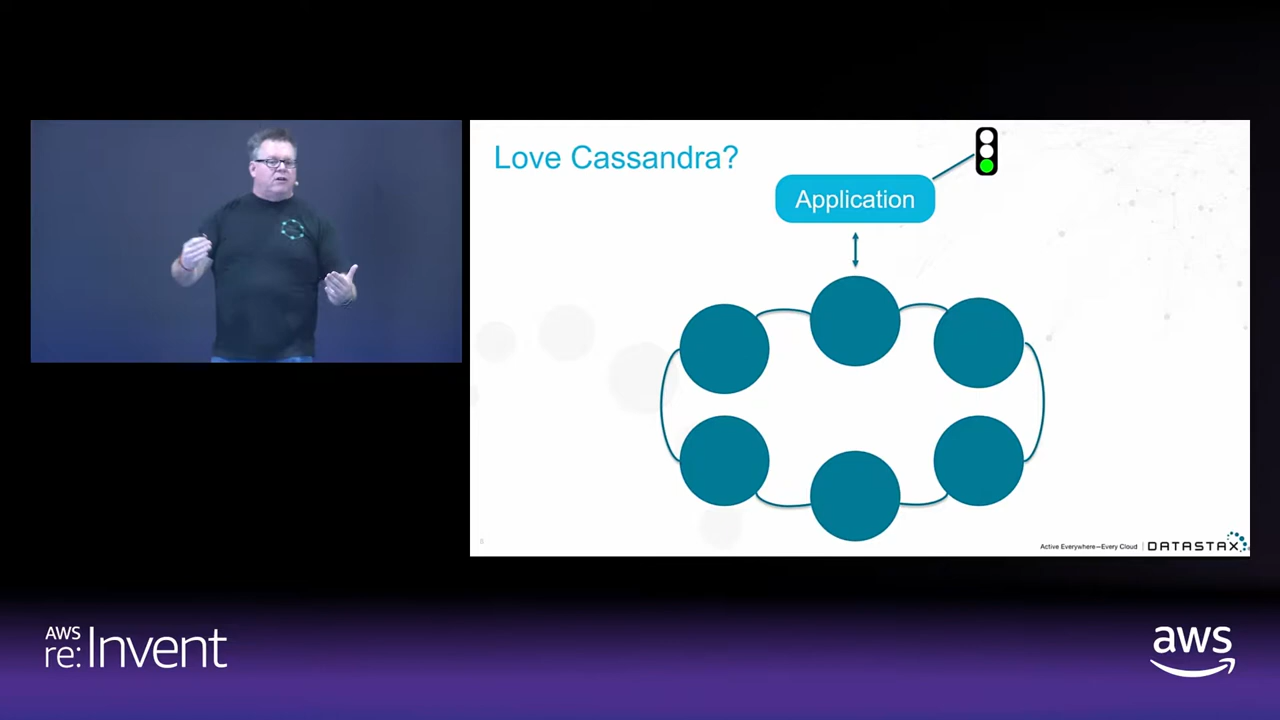 Love Cassandra?
Application
Active Everywhere—Every Cloud
DATASTAX
AWS
re:Invent
aws